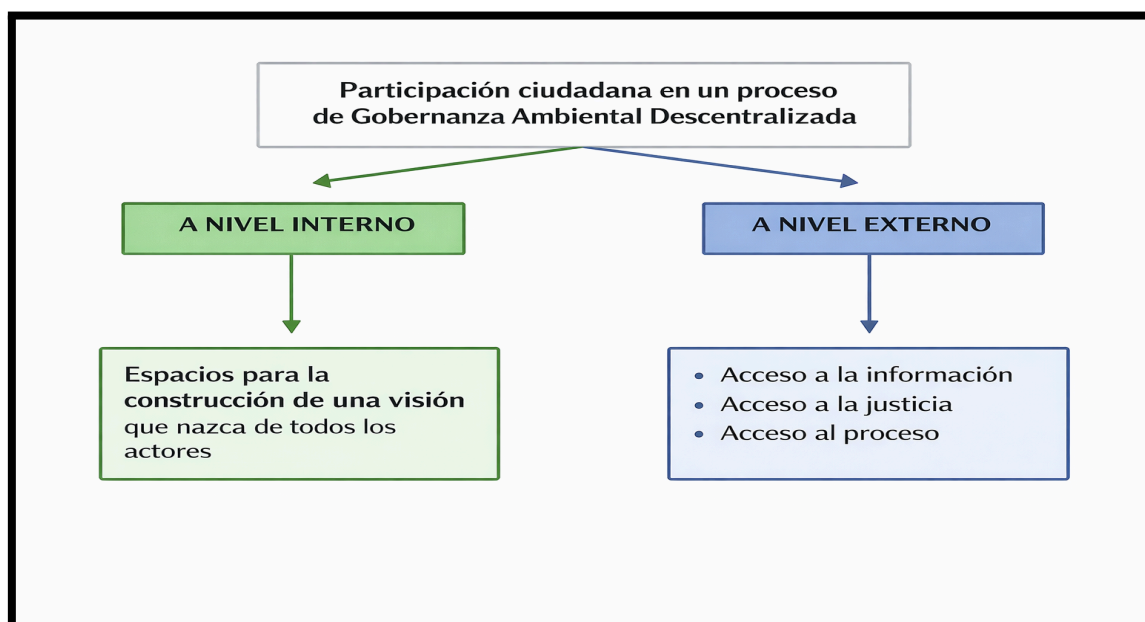 Participación ciudadana en un proceso
de Gobernanza Ambiental Descentralizada
A NIVEL INTERNO
A NIVEL EXTERNO
Espacios para la
construcción de una visión
que nazca de todos los
actores
• Acceso a la información
• Acceso a la justicia
• Acceso al proceso